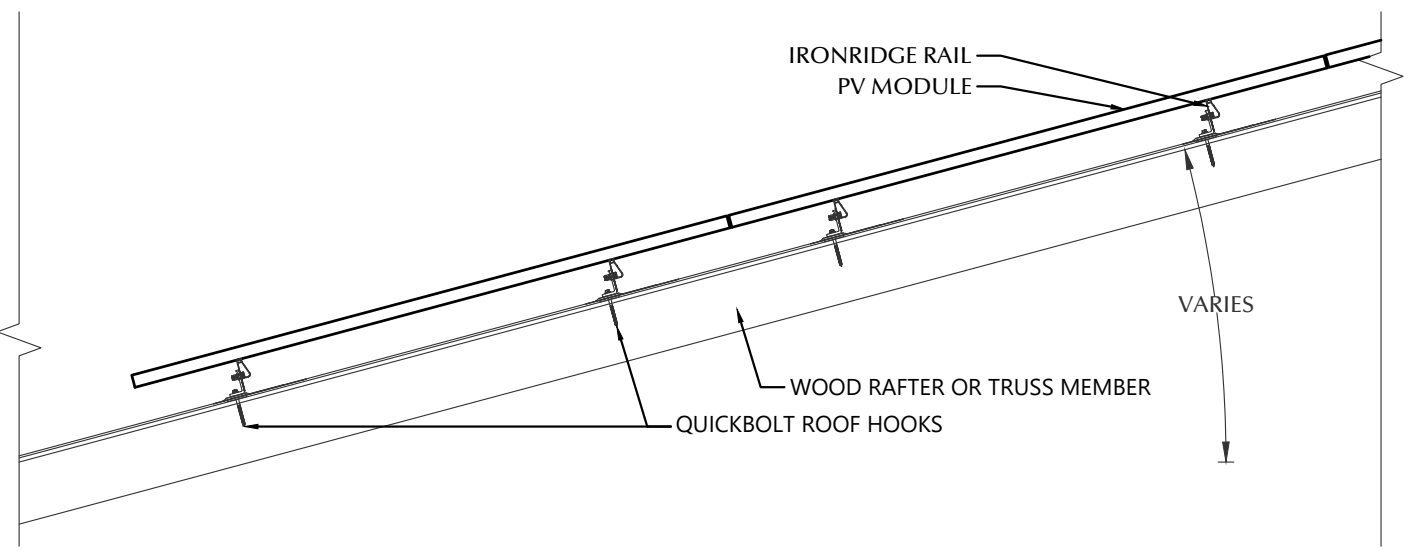 IRONRIDGE RAIL
PV MODULE
VARIES
WOOD RAFTER OR TRUSS MEMBER
QUICKBOLT ROOF HOOKS